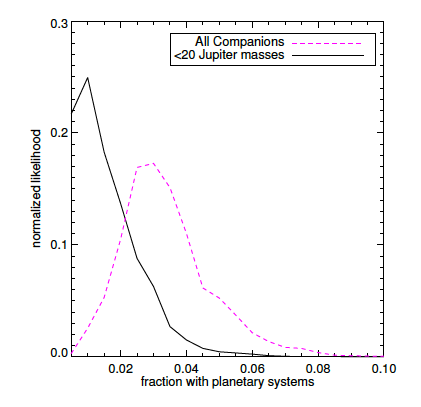 0.3
All Companions
<20 Jupiter masses
0.2
normalized likelihood
0.1
0.0
0.02 0.04 0.06 0.08 0.10
fraction with planetary systems